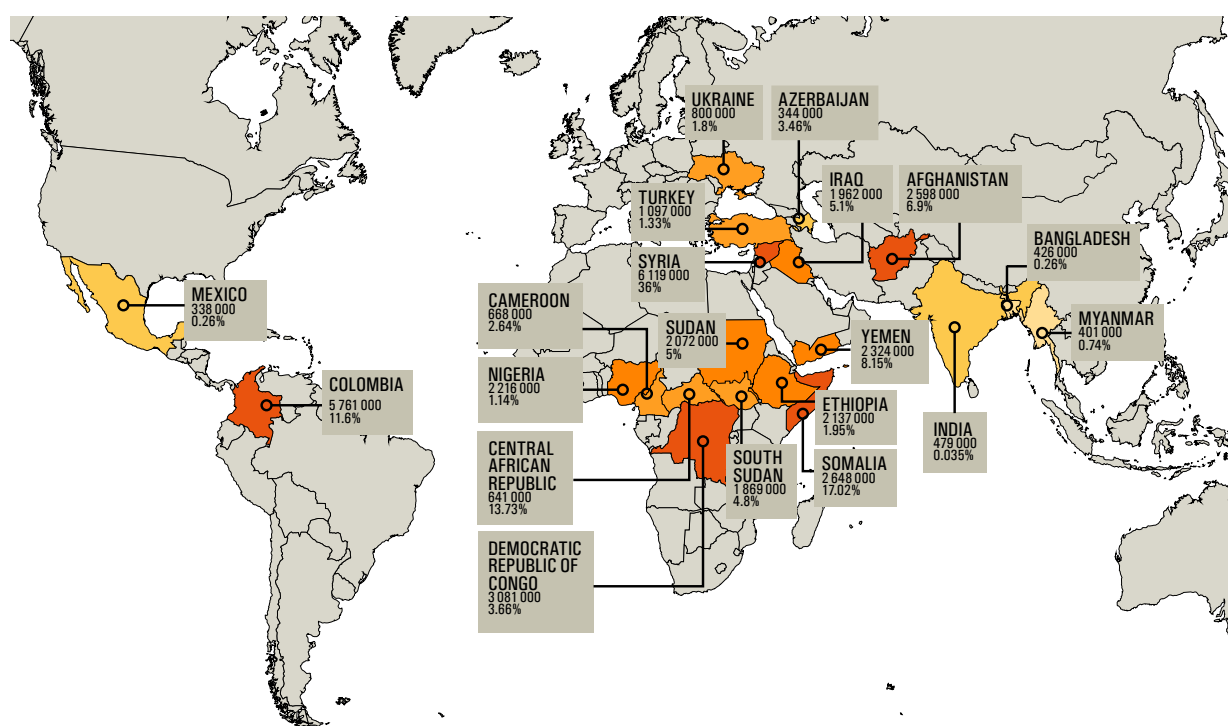 UKRAINE
800 000
1.8%
AZERBAIJAN
344 000
3.46%
TURKEY
1 097 000
1.33%
IRAQ
1 962 000
5.1%
AFGHANISTAN
2 598 000
6.9%
BANGLADESH
426 000
0.26%
SYRIA
6 119 000
36%
MEXICO
338 000
0.26%
CAMEROON
668 000
2.64%
SUDAN
2 072 000
5%
YEMEN
2 324 000
8.15%
MYANMAR
401 000
0.74%
COLOMBIA
5 761 000
11.6%
NIGERIA
2 216 000
1.14%
ETHIOPIA
2 137 000
1.95%
INDIA
479 000
0.035%
CENTRAL
AFRICAN
REPUBLIC
641 000
13.73%
SOUTH
SUDAN
1 869 000
4.8%
SOMALIA
2 648 000
17.02%
DEMOCRATIC
REPUBLIC OF
CONGO
3 081 000
3.66%